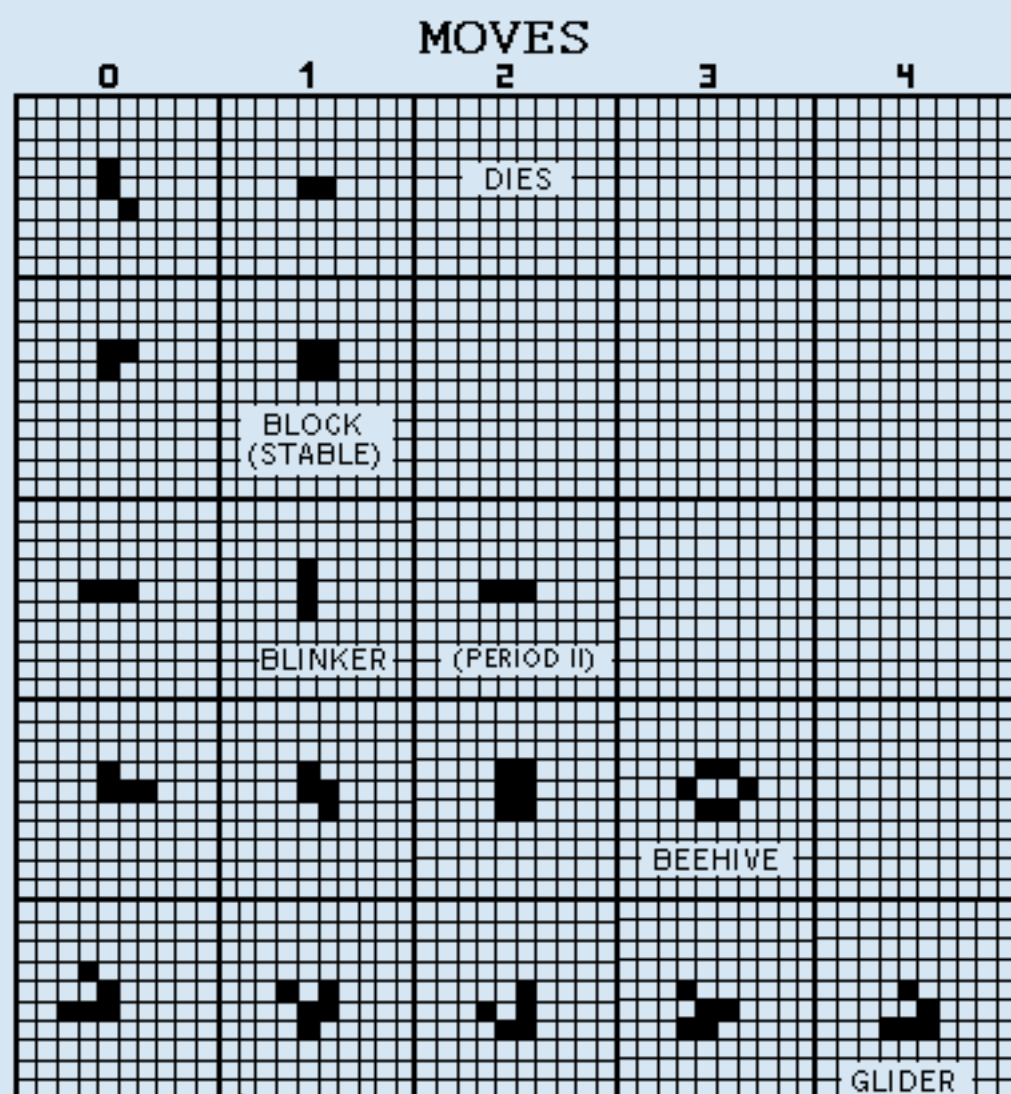 MOVES
0 1 2 3 4
DIES
BLOCK
(STABLE)
BLINKER (PERIOD II)
BEEHIVE
GLIDER